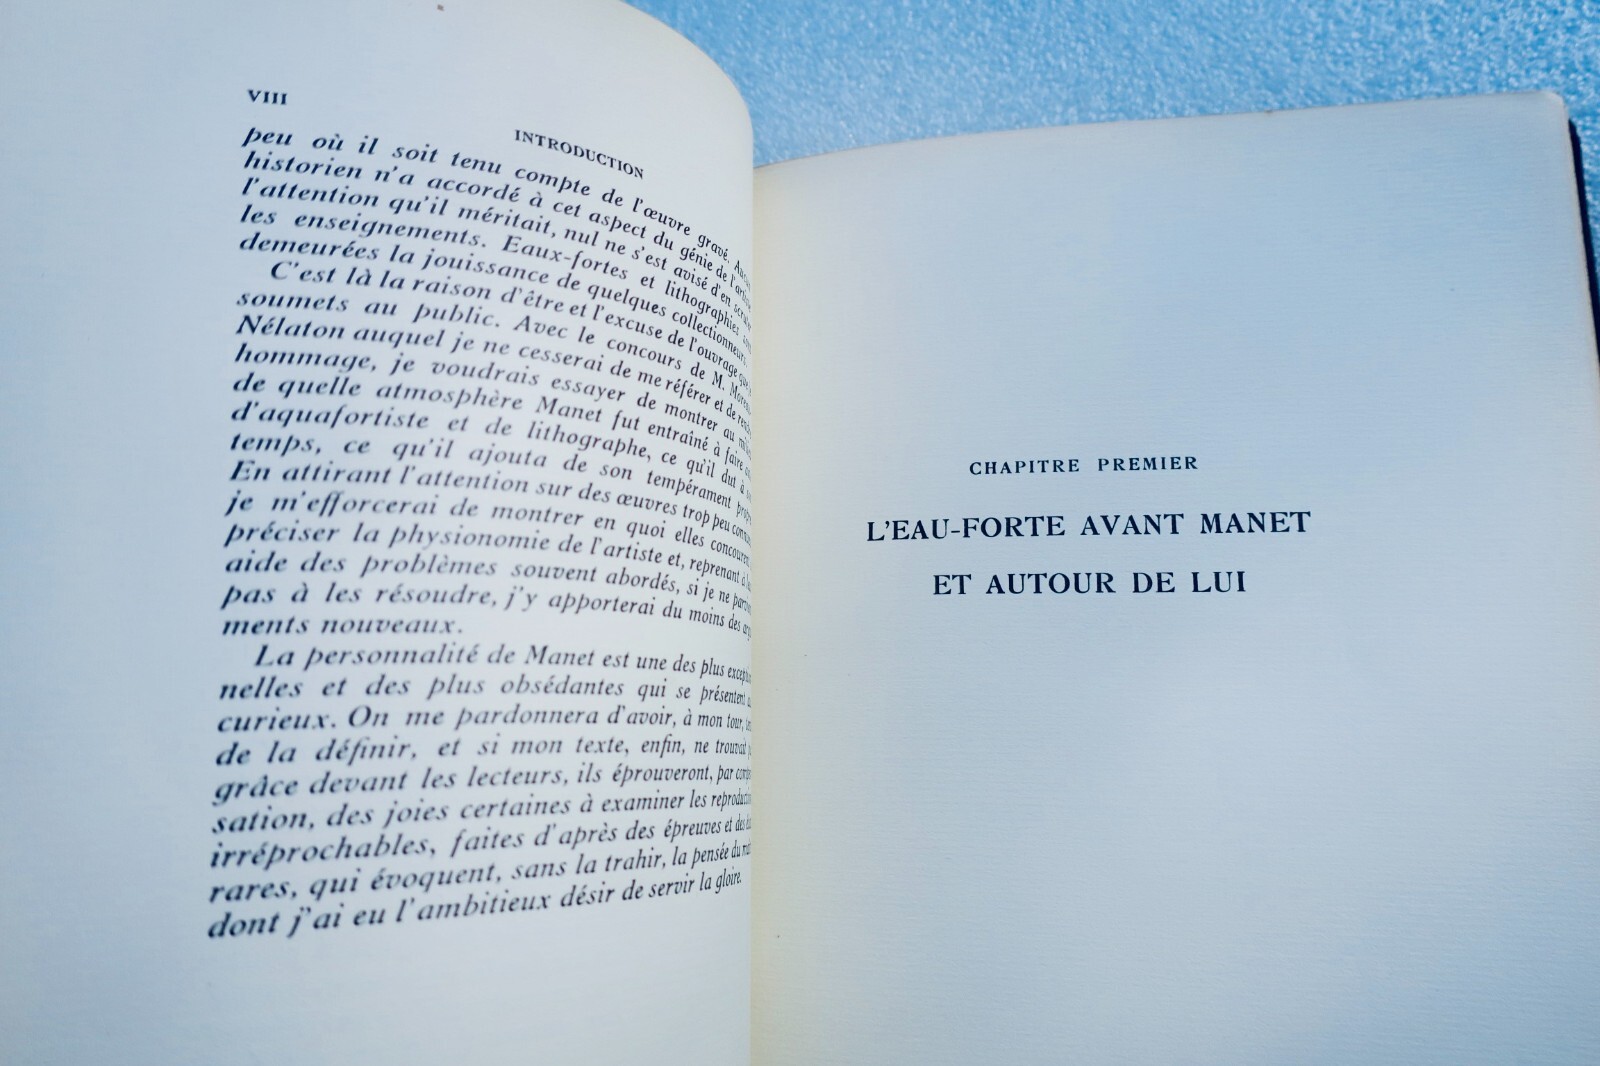 VIII
INTRODUCTION
peu où il soit tenu compte de l'œuvre gravé.
historien n'a accordé à cet aspect du génie de
l'attention qu'il méritait, nul ne s'est avisé d'en
les enseignements. Eaux-fortes et lithographies
demeurées la jouissance de quelques collectionneurs.
C'est là la raison d'être et l'excuse de l'ouvrage
soumets au public. Avec le concours de M.
Nélaton auquel je ne cesserai de me référer et de
hommage, je voudrais essayer de montrer au
de quelle atmosphère Manet fut entraîné à faire
d'aquafortiste et de lithographe, ce qu'il dut à
temps, ce qu'il ajouta de son tempérament
En attirant l'attention sur des œuvres trop peu
je m'efforcerai de montrer en quoi elles
préciser la physionomie de l'artiste et, reprenant à
aide des problèmes souvent abordés, si je ne
pas à les résoudre, j'y apporterai du moins des
ments nouveaux.
La personnalité de Manet est une des plus
nelles et des plus obsédantes qui se présentent
curieux. On me pardonnera d'avoir, à mon tour,
de la définir, et si mon texte, enfin, ne trouvait
grâce devant les lecteurs, ils éprouveront, par
sation, des joies certaines à examiner les
irréprochables, faites d'après des épreuves et des
rares, qui évoquent, sans la trahir, la pensée du
dont j'ai eu l'ambitieux désir de servir la gloire.
CHAPITRE PREMIER
L'EAU-FORTE AVANT MANET
ET AUTOUR DE LUI